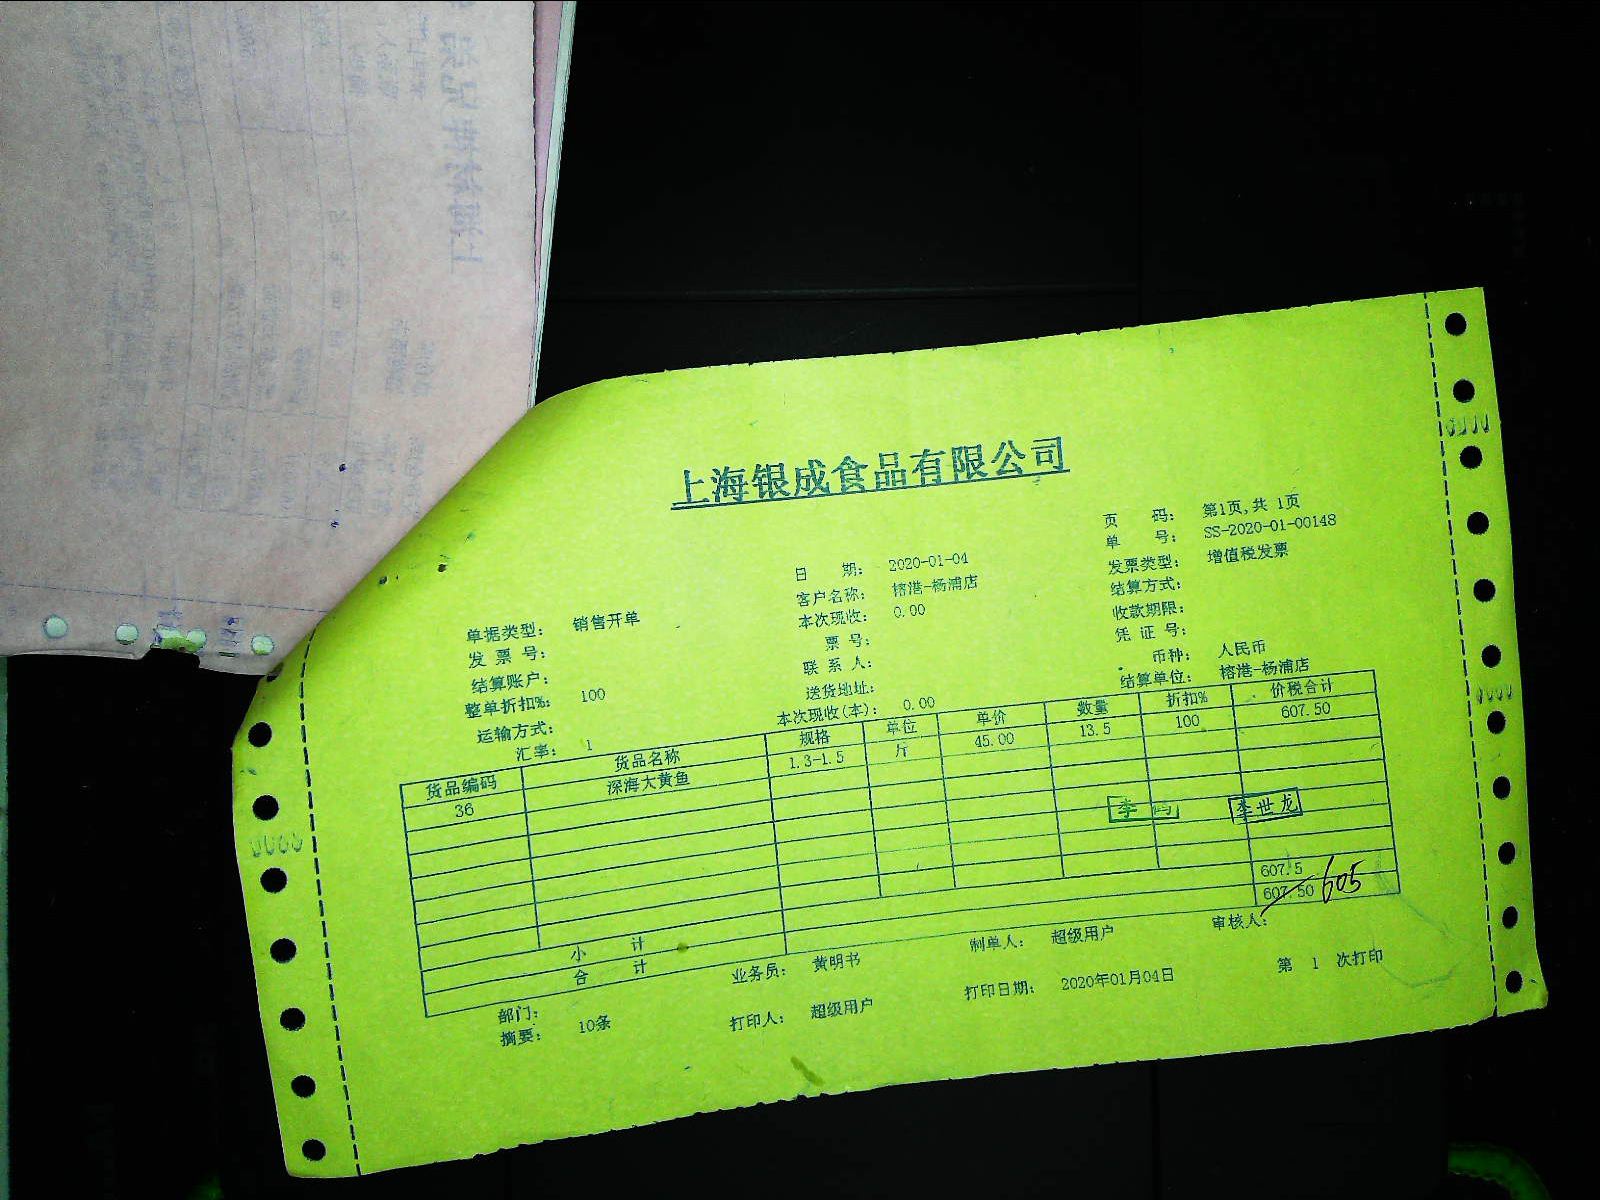 上海银成食品有限公司
页 码： 第1页,共 1页
单 号： SS-2020-01-00148
日 期： 2020-01-04
发票类型： 增值税发票
客户名称： 榕港-杨浦店
结算方式：
单据类型： 销售开单
本次现收： 0.00
收款期限：
发 票 号：
票 号：
凭 证 号：
结算账户：
联 系 人：
币种： 人民币
整单折扣%： 100
送货地址：
结算单位： 榕港-杨浦店
运输方式：
本次现收(本)： 0.00
汇率： 1
货品编码 货品名称 规格 单位 单价 数量 折扣% 价税合计
36 深海大黄鱼 1.3-1.5 斤 45.00 13.5 100 607.50
李 李世龙
小 计 607.5
合 计 607.50 605
部门： 业务员： 黄明书 制单人： 超级用户 审核人：
摘要： 10条 打印人： 超级用户 打印日期： 2020年01月04日 第 1 次打印